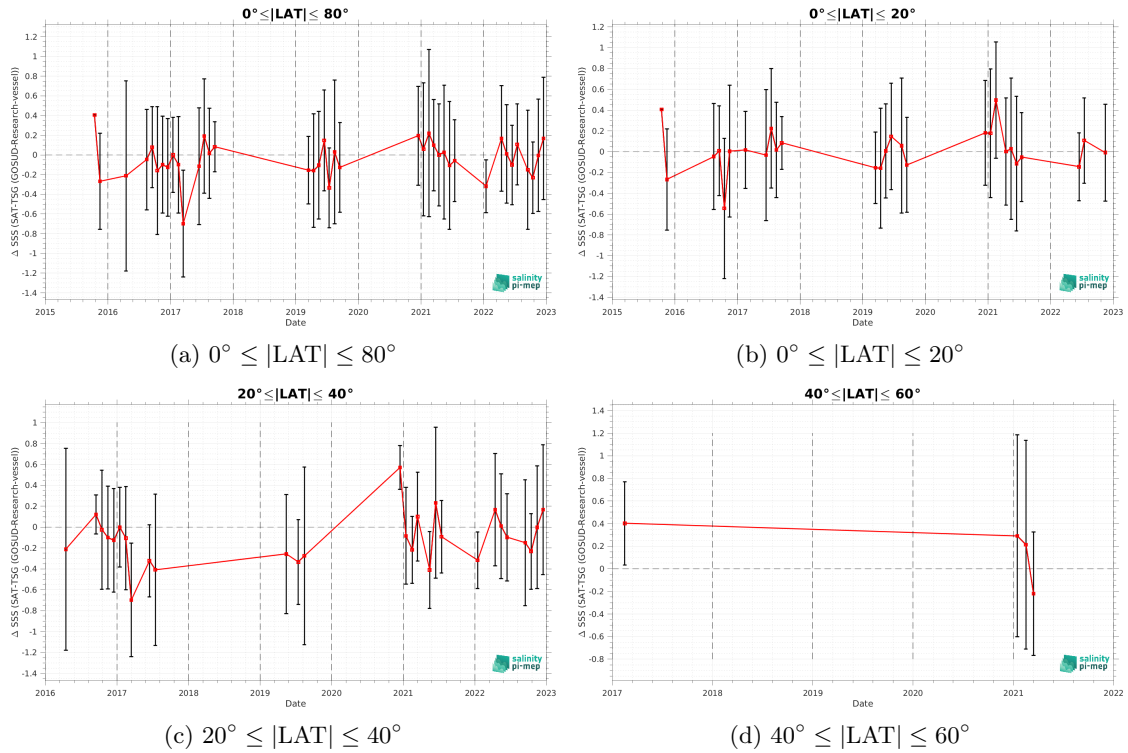 0°≤|LAT|≤ 80°
Δ SSS (SAT-TSG (GOSUD-Research-vessel))
1.2
1
0.8
0.6
0.4
0.2
0
-0.2
-0.4
-0.6
-0.8
-1
-1.2
-1.4
2015 2016 2017 2018 2019 2020 2021 2022 2023
Date
salinity
pi-mep
(a) 0° ≤ |LAT| ≤ 80°
0°≤|LAT|≤ 20°
Δ SSS (SAT-TSG (GOSUD-Research-vessel))
1.2
1
0.8
0.6
0.4
0.2
0
-0.2
-0.4
-0.6
-0.8
-1
-1.2
-1.4
2015 2016 2017 2018 2019 2020 2021 2022 2023
Date
salinity
pi-mep
(b) 0° ≤ |LAT| ≤ 20°
20°≤|LAT|≤ 40°
Δ SSS (SAT-TSG (GOSUD-Research-vessel))
1
0.8
0.6
0.4
0.2
0
-0.2
-0.4
-0.6
-0.8
-1
-1.2
-1.4
2016 2017 2018 2019 2020 2021 2022 2023
Date
salinity
pi-mep
(c) 20° ≤ |LAT| ≤ 40°
40°≤|LAT|≤ 60°
Δ SSS (SAT-TSG (GOSUD-Research-vessel))
1.4
1.2
1
0.8
0.6
0.4
0.2
0
-0.2
-0.4
-0.6
-0.8
2017 2018 2019 2020 2021 2022
Date
salinity
pi-mep
(d) 40° ≤ |LAT| ≤ 60°